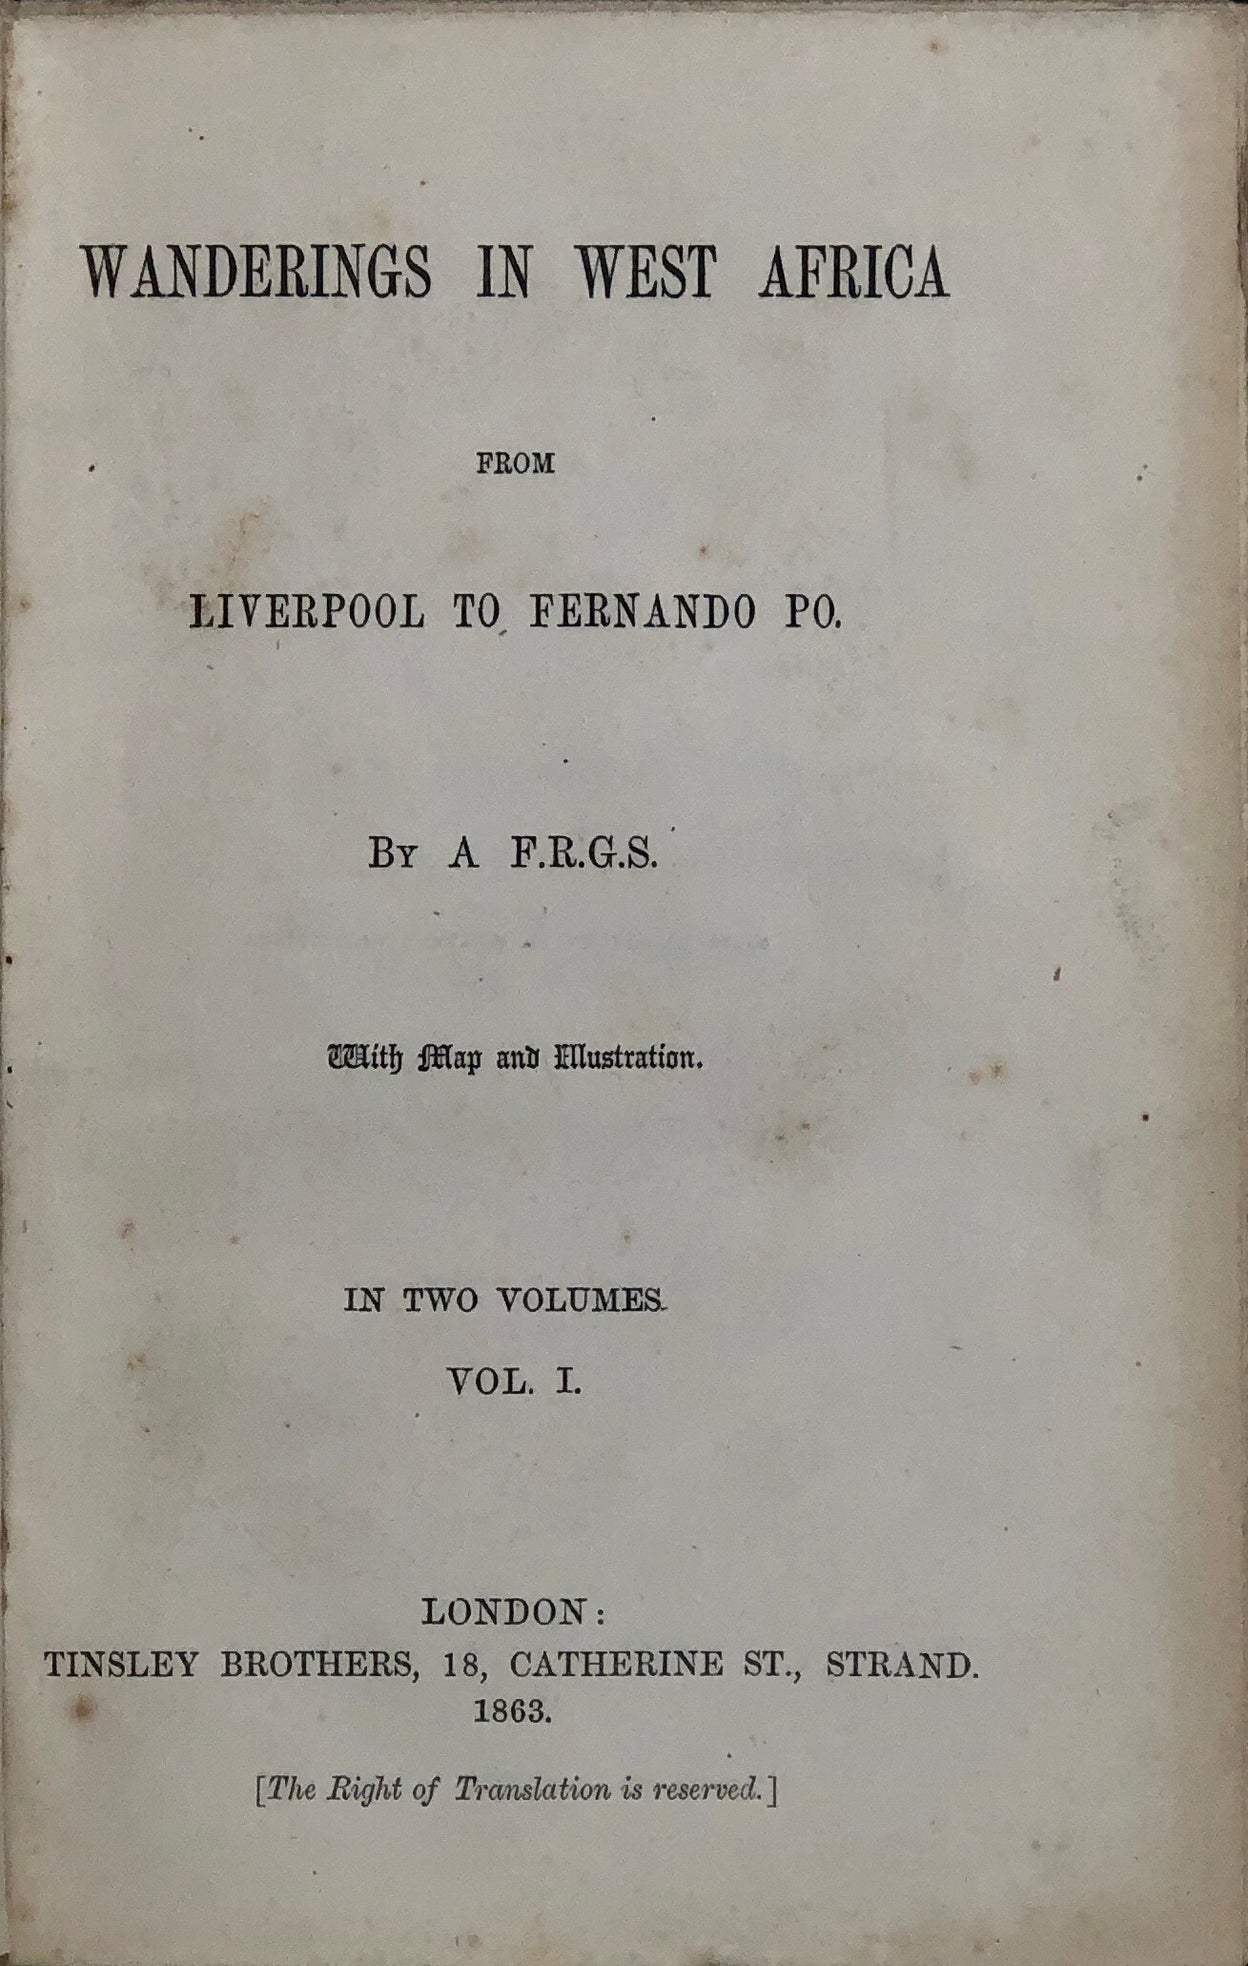 WANDERINGS IN WEST AFRICA
FROM
LIVERPOOL TO FERNANDO PO.
BY A F.R.G.S.
With Map and Illustration.
IN TWO VOLUMES.
VOL. I.
LONDON:
TINSLEY BROTHERS, 18, CATHERINE ST., STRAND.
1863.
[The Right of Translation is reserved.]